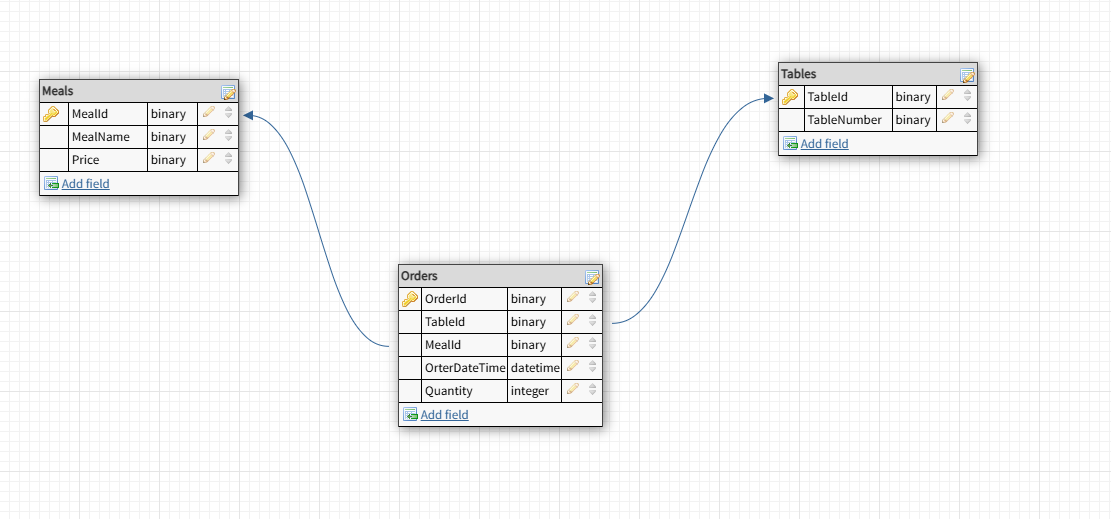 Meals
MealId binary
MealName binary
Price binary
Add field
Tables
TableId binary
TableNumber binary
Add field
Orders
OrderId binary
TableId binary
MealId binary
OrterDateTime datetime
Quantity integer
Add field